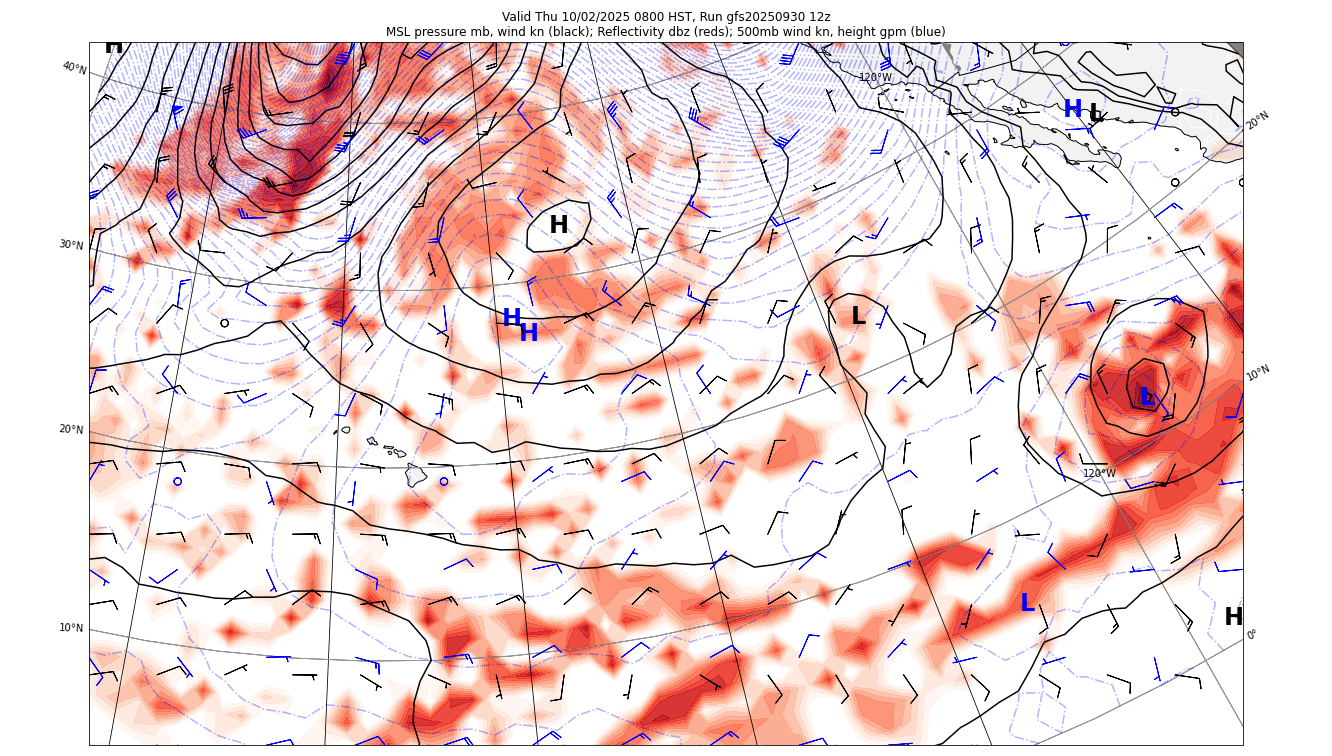 Valid Thu 10/02/2025 0800 HST, Run gfs20250930 12z
MSL pressure mb, wind kn (black); Reflectivity dbz (reds); 500mb wind kn, height gpm (blue)
H
40°N
120°W
H
L
20°N
H
30°N
H
H
L
10°N
L
20°N
120°W
L
H
10°N
0°